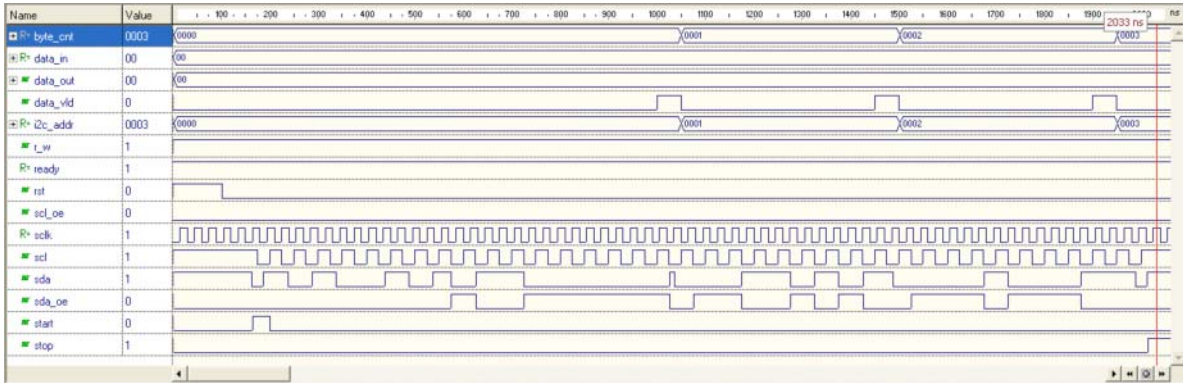 Name Value 100 200 300 400 500 600 700 800 900 1000 1100 1200 1300 1400 1500 1600 1700 1800 1900 ns
2033 ns
byte_cnt 0003 0000 0001 0002 0003
data_in 00 00
data_out 00 00
data_vld 0
i2c_addr 0003 0000 0001 0002 0003
r_w 1
ready 1
rst 0
scl_oe 0
sclk 1
scl 1
sda 1
sda_oe 0
start 0
stop 1